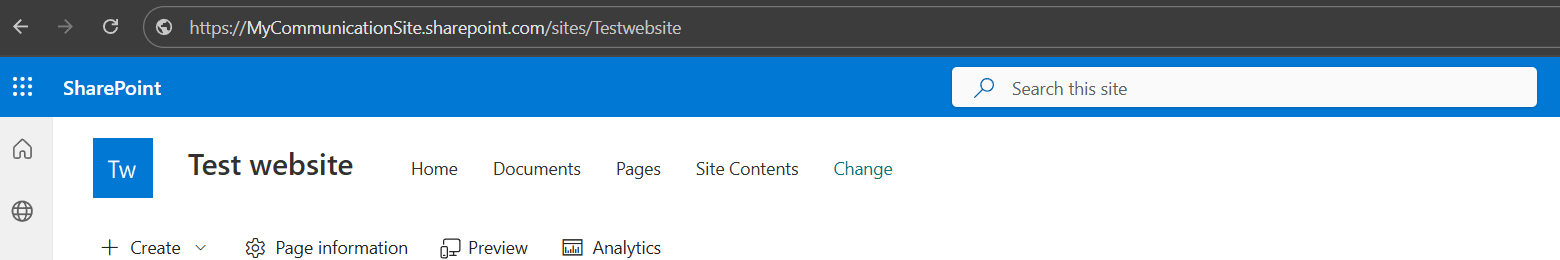 https://MyCommunicationSite.sharepoint.com/sites/Testwebsite
SharePoint Search this site
Tw Test website Home Documents Pages Site Contents Change
Create Page information Preview Analytics